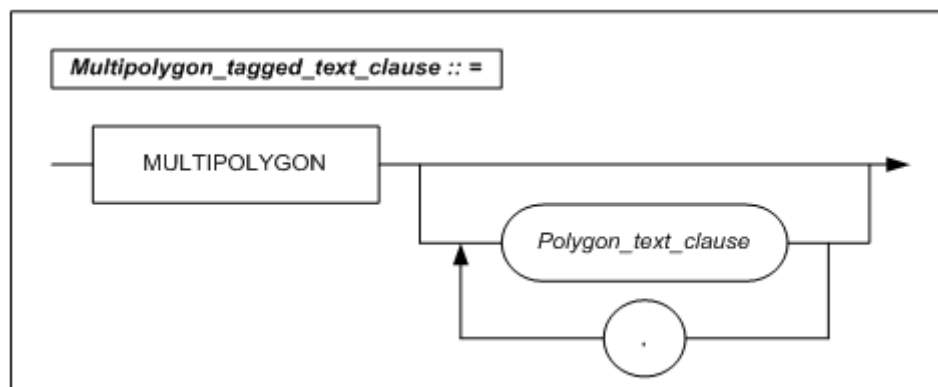 Multipolygon_tagged_text_clause :: =
MULTIPOLYGON
Polygon_text_clause
,